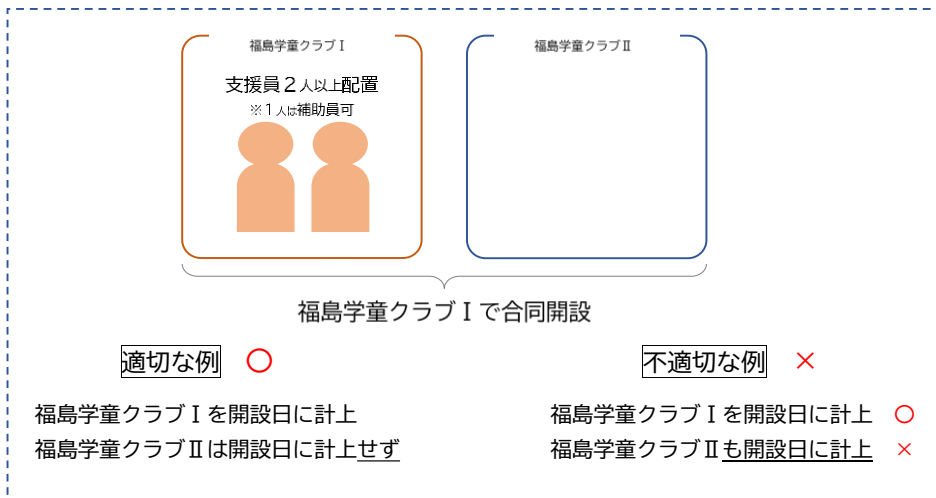 福島学童クラブⅠ
福島学童クラブⅡ
支援員２人以上配置
※１人は補助員可
福島学童クラブⅠで合同開設
適切な例 〇
不適切な例 ×
福島学童クラブⅠを開設日に計上
福島学童クラブⅡは開設日に計上せず
福島学童クラブⅠを開設日に計上 〇
福島学童クラブⅡも開設日に計上 ×